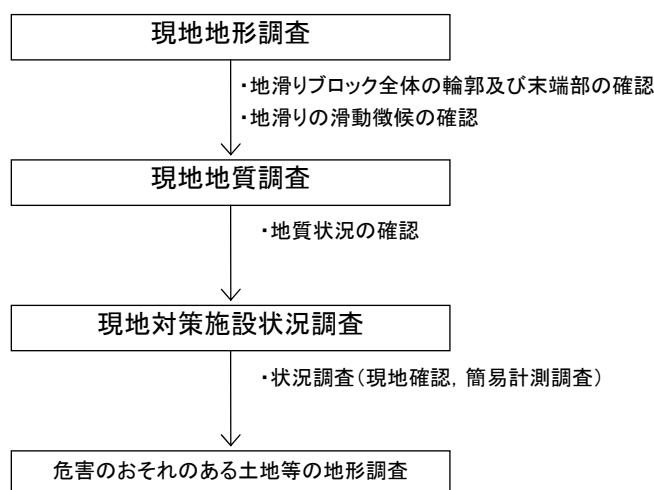 現地地形調査
・地滑りブロック全体の輪郭及び末端部の確認
・地滑りの滑動徴候の確認
現地地質調査
・地質状況の確認
現地対策施設状況調査
・状況調査(現地確認，簡易計測調査)
危害のおそれのある土地等の地形調査